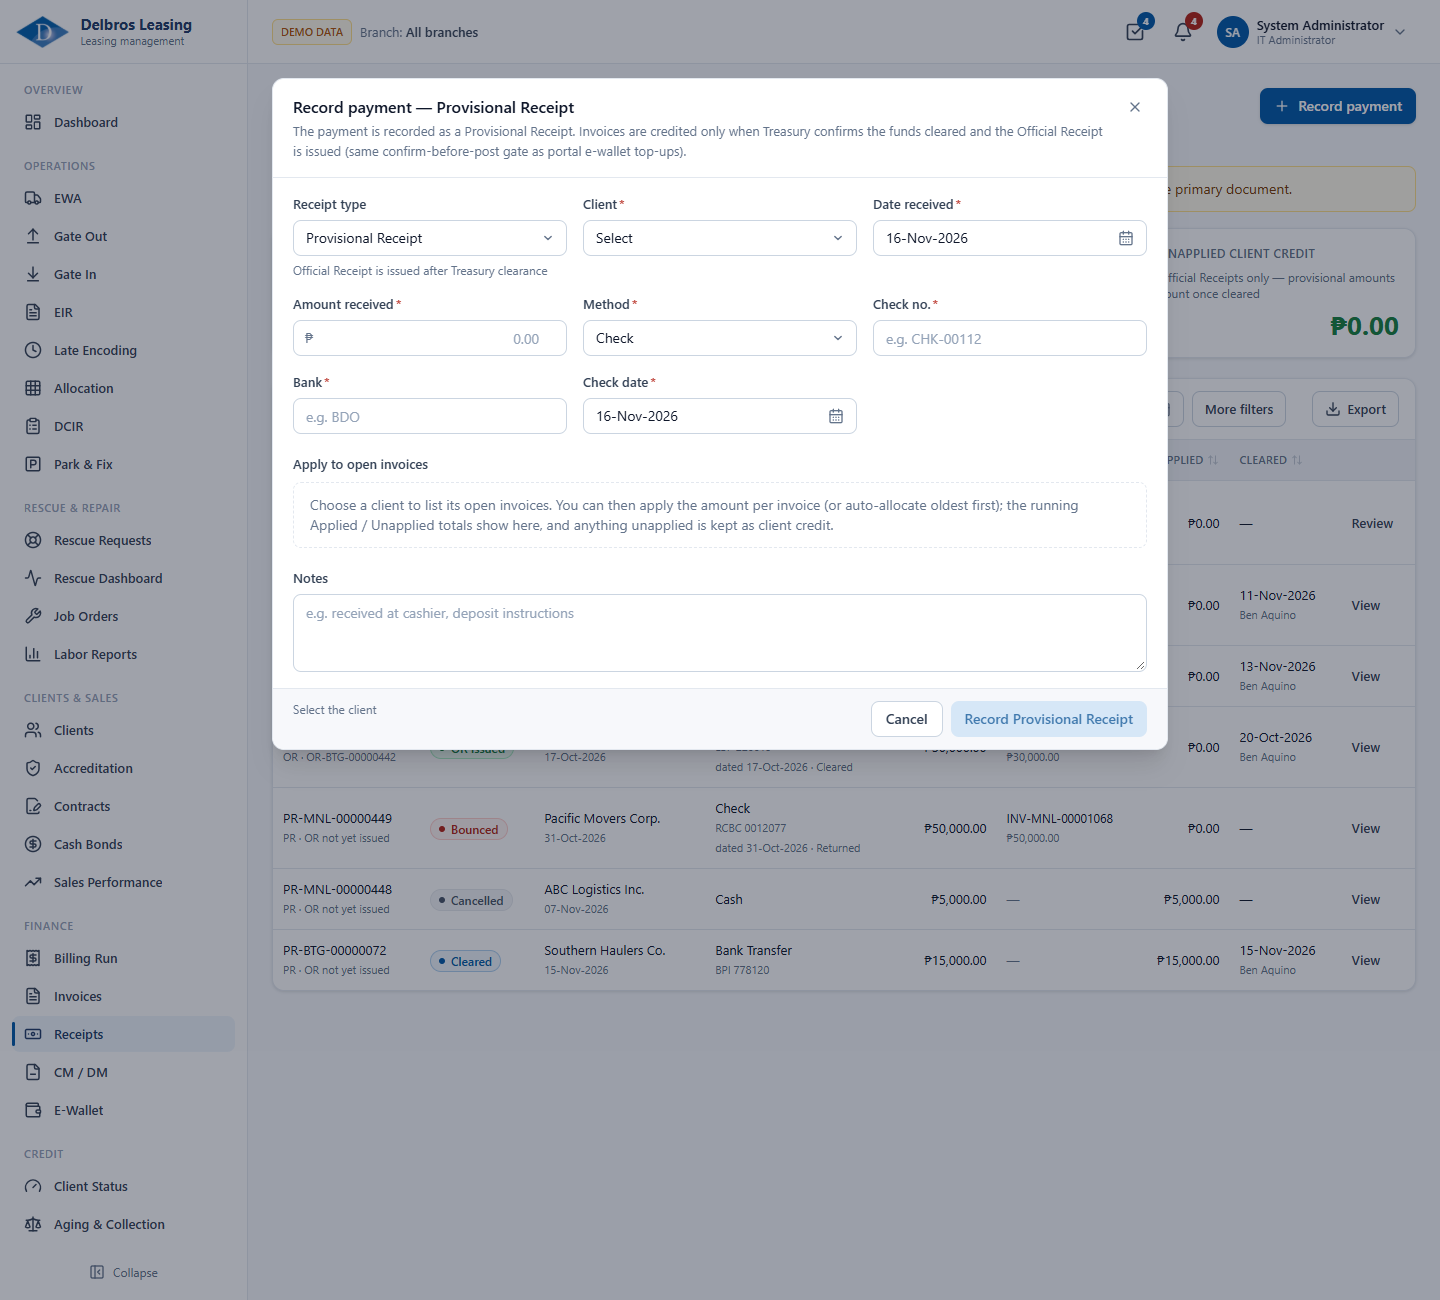 Delbros Leasing
Leasing management
DEMO DATA
Branch: All branches
4
4
SA
System Administrator
IT Administrator
OVERVIEW
Dashboard
OPERATIONS
EWA
Gate Out
Gate In
EIR
Late Encoding
Allocation
DCIR
Park & Fix
RESCUE & REPAIR
Rescue Requests
Rescue Dashboard
Job Orders
Labor Reports
CLIENTS & SALES
Clients
Accreditation
Contracts
Cash Bonds
Sales Performance
FINANCE
Billing Run
Invoices
Receipts
CM / DM
E-Wallet
CREDIT
Client Status
Aging & Collection
Collapse
Record payment
primary document.
NAPPLIED CLIENT CREDIT
fficial Receipts only — provisional amounts
unt once cleared
₱0.00
More filters
Export
PPLIED
CLEARED
₱0.00
—
Review
₱0.00
11-Nov-2026
Ben Aquino
View
₱0.00
13-Nov-2026
Ben Aquino
View
₱0.00
20-Oct-2026
Ben Aquino
View
Record payment — Provisional Receipt
The payment is recorded as a Provisional Receipt. Invoices are credited only when Treasury confirms the funds cleared and the Official Receipt
is issued (same confirm-before-post gate as portal e-wallet top-ups).
Receipt type
Client*
Date received*
Provisional Receipt
Select
16-Nov-2026
Official Receipt is issued after Treasury clearance
Amount received*
Method*
Check no.*
₱
0.00
Check
e.g. CHK-00112
Bank*
Check date*
e.g. BDO
16-Nov-2026
Apply to open invoices
Choose a client to list its open invoices. You can then apply the amount per invoice (or auto-allocate oldest first); the running
Applied / Unapplied totals show here, and anything unapplied is kept as client credit.
Notes
e.g. received at cashier, deposit instructions
Select the client
Cancel
Record Provisional Receipt
OR · OR-BTG-00000442
17-Oct-2026
dated 17-Oct-2026 · Cleared
₱30,000.00
PR-MNL-00000449
PR · OR not yet issued
Bounced
Pacific Movers Corp.
31-Oct-2026
Check
RCBC 0012077
dated 31-Oct-2026 · Returned
₱50,000.00
INV-MNL-00001068
₱50,000.00
₱0.00
—
View
PR-MNL-00000448
PR · OR not yet issued
Cancelled
ABC Logistics Inc.
07-Nov-2026
Cash
₱5,000.00
—
₱5,000.00
—
View
PR-BTG-00000072
PR · OR not yet issued
Cleared
Southern Haulers Co.
15-Nov-2026
Bank Transfer
BPI 778120
₱15,000.00
—
₱15,000.00
15-Nov-2026
Ben Aquino
View